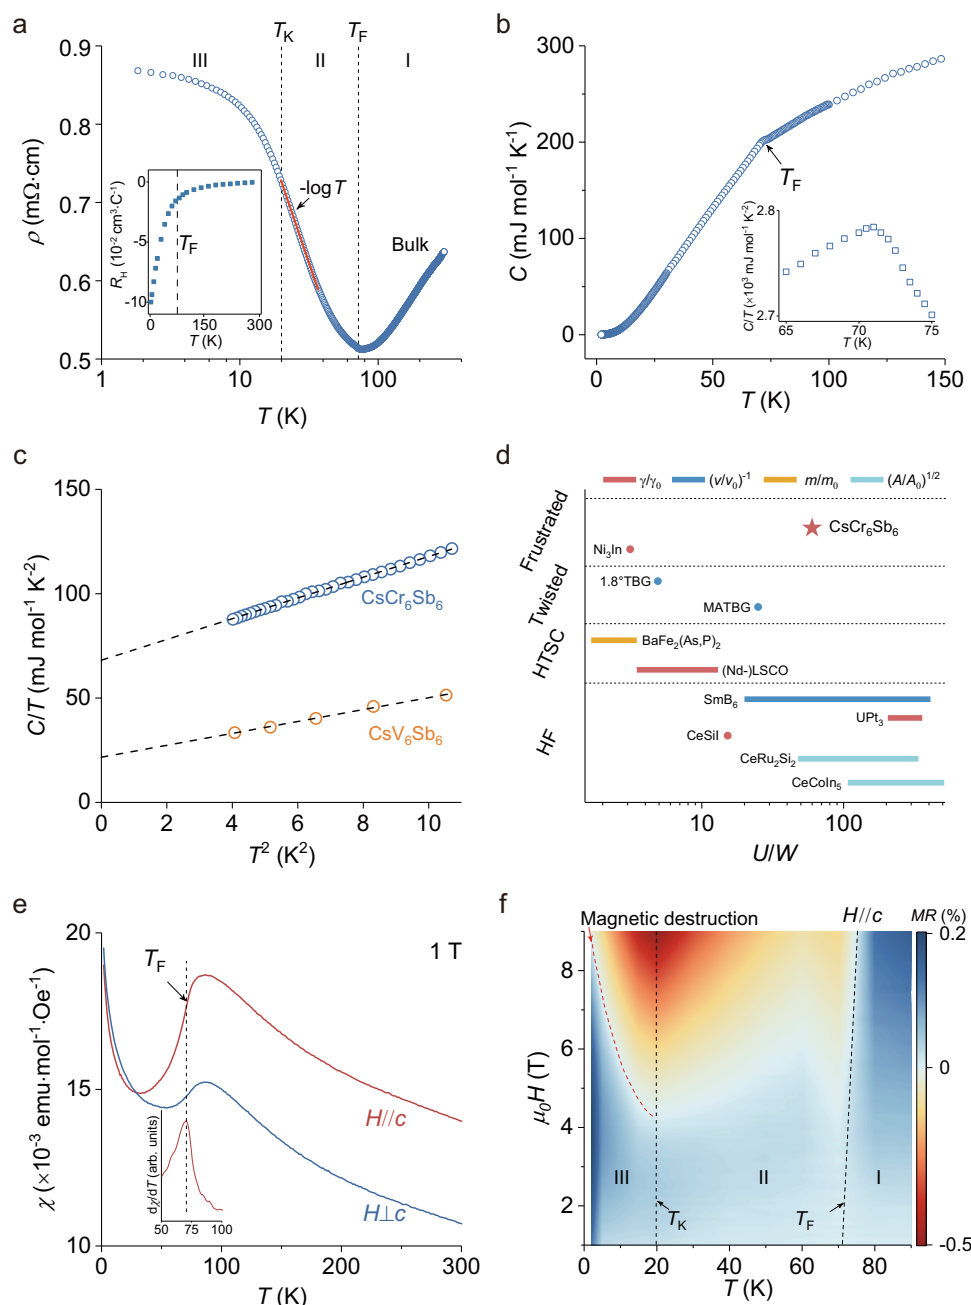 a
T_K T_F
III II I
0.9
0.8
0.7
0.6
0.5
ρ (mΩ·cm)
-log T
Bulk
0
-5
-10
R_H (10⁻² cm³·C⁻¹)
T_F
0 150 300
T (K)
1 10 100
T (K)
b
300
200
100
0
C (mJ mol⁻¹ K⁻¹)
T_F
2.8
2.7
C/T (×10³ mJ mol⁻¹ K⁻²)
65 70 75
T (K)
0 50 100 150
T (K)
c
150
100
50
0
C/T (mJ mol⁻¹ K⁻²)
CsCr₆Sb₆
CsV₆Sb₆
0 2 4 6 8 10
T² (K²)
d
γ/γ₀ (v/v₀)⁻¹ m/m₀ (A/A₀)^1/2
Frustrated
CsCr₆Sb₆
Ni₃In
Twisted
1.8°TBG
MATBG
HTSC
BaFe₂(As,P)₂
(Nd-)LSCO
HF
SmB₆
UPt₃
CeSiI
CeRu₂Si₂
CeCoIn₅
10 100
U/W
e
20
15
10
χ (×10⁻³ emu·mol⁻¹·Oe⁻¹)
1 T
T_F
H//c
H⊥c
dχ/dT (arb. units)
50 75 100
0 100 200 300
T (K)
f
Magnetic destruction
H//c
MR (%)
0.2
0
-0.5
8
6
4
2
μ₀H (T)
III II I
T_K T_F
0 20 40 60 80
T (K)